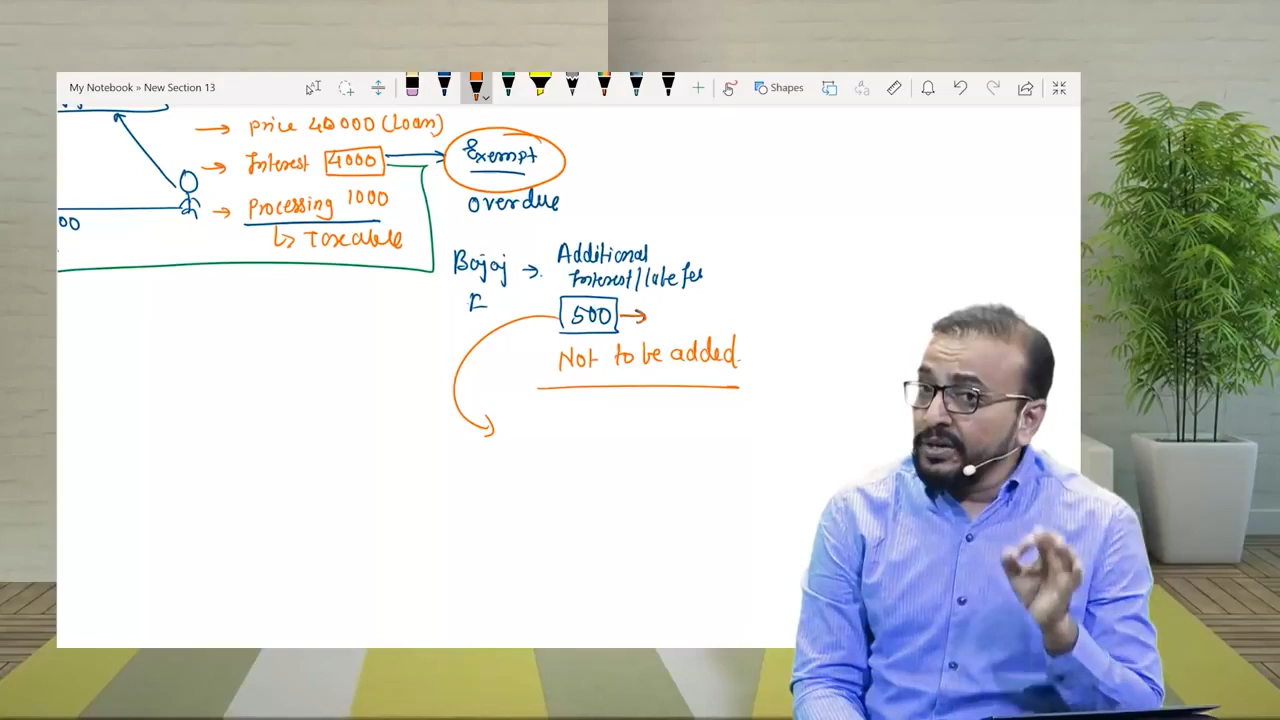 My Notebook » New Section 13
Shapes
→ Price 40000 (Loan)
→ Interest 4000 → Exempt
→ Processing 1000
↳ Taxable
00
overdue
Bajaj → Additional
Interest/late fee
F
500 →
Not to be added.